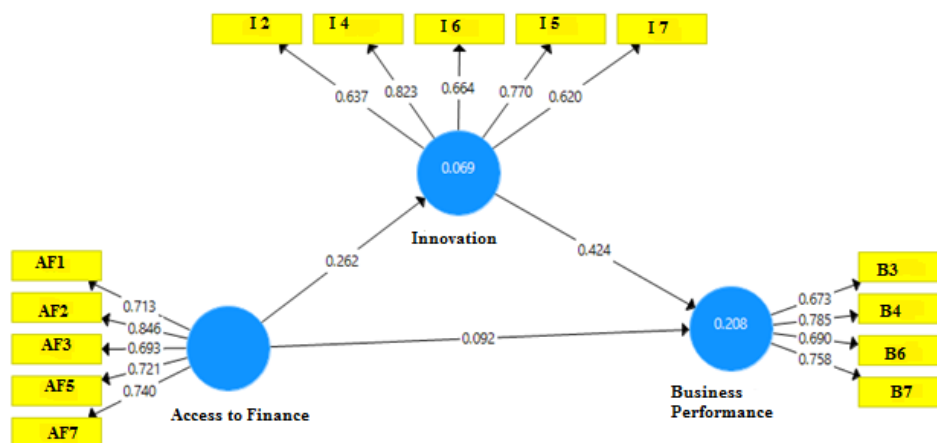 I 2
I 4
I 6
I 5
I 7
0.637
0.823
0.664
0.770
0.620
0.069
Innovation
0.262
0.424
AF1
AF2
AF3
AF5
AF7
0.713
0.846
0.693
0.721
0.740
Access to Finance
0.092
0.208
Business
Performance
0.673
0.785
0.690
0.758
B3
B4
B6
B7